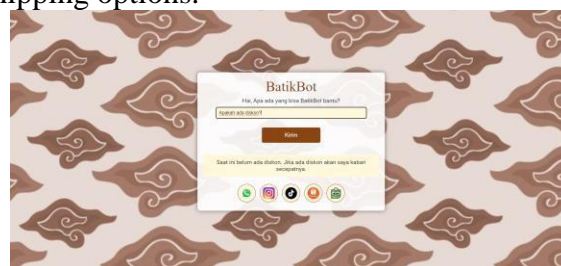 ipping options.
BatikBot
Hai, Apa ada yang bisa BatikBot bantu?
Apakah ada diskon?
Kirim
Saat ini belum ada diskon. Jika ada diskon akan saya kabari
secepatnya.